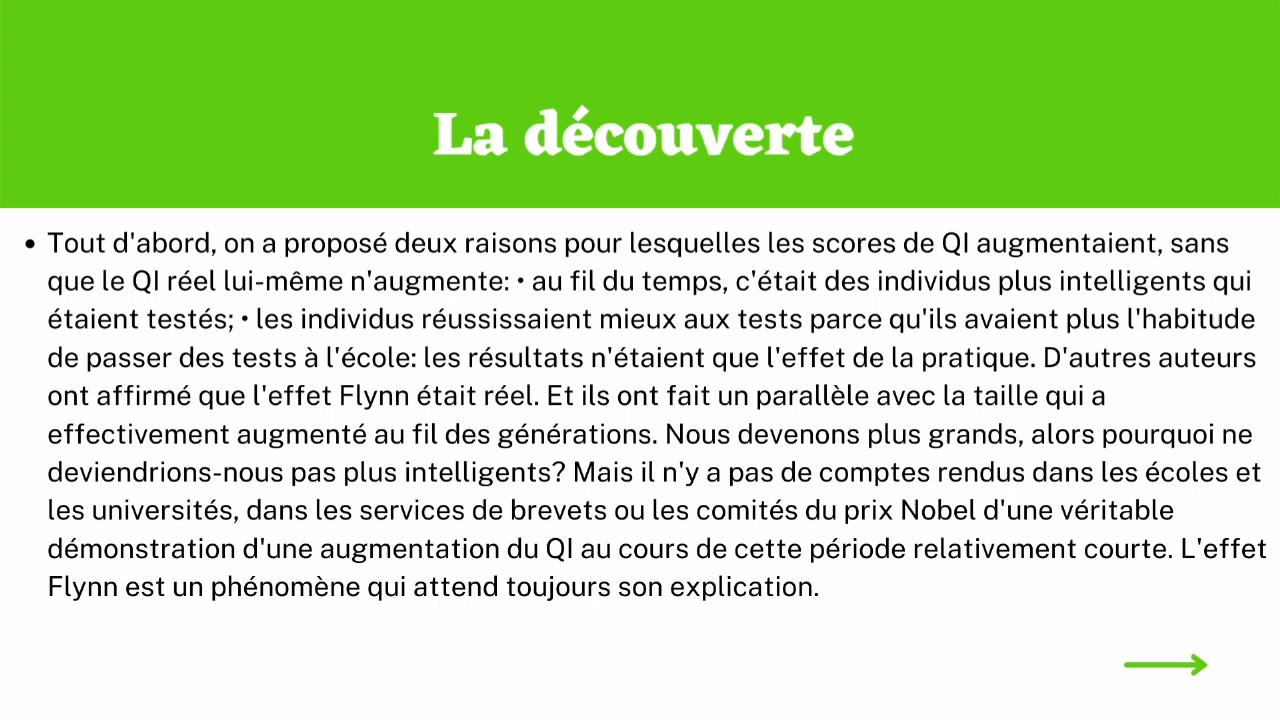 La découverte
• Tout d'abord, on a proposé deux raisons pour lesquelles les scores de QI augmentaient, sans
que le QI réel lui-même n'augmente: • au fil du temps, c'était des individus plus intelligents qui
étaient testés; • les individus réussissaient mieux aux tests parce qu'ils avaient plus l'habitude
de passer des tests à l'école: les résultats n'étaient que l'effet de la pratique. D'autres auteurs
ont affirmé que l'effet Flynn était réel. Et ils ont fait un parallèle avec la taille qui a
effectivement augmenté au fil des générations. Nous devenons plus grands, alors pourquoi ne
deviendrions-nous pas plus intelligents? Mais il n'y a pas de comptes rendus dans les écoles et
les universités, dans les services de brevets ou les comités du prix Nobel d'une véritable
démonstration d'une augmentation du QI au cours de cette période relativement courte. L'effet
Flynn est un phénomène qui attend toujours son explication.